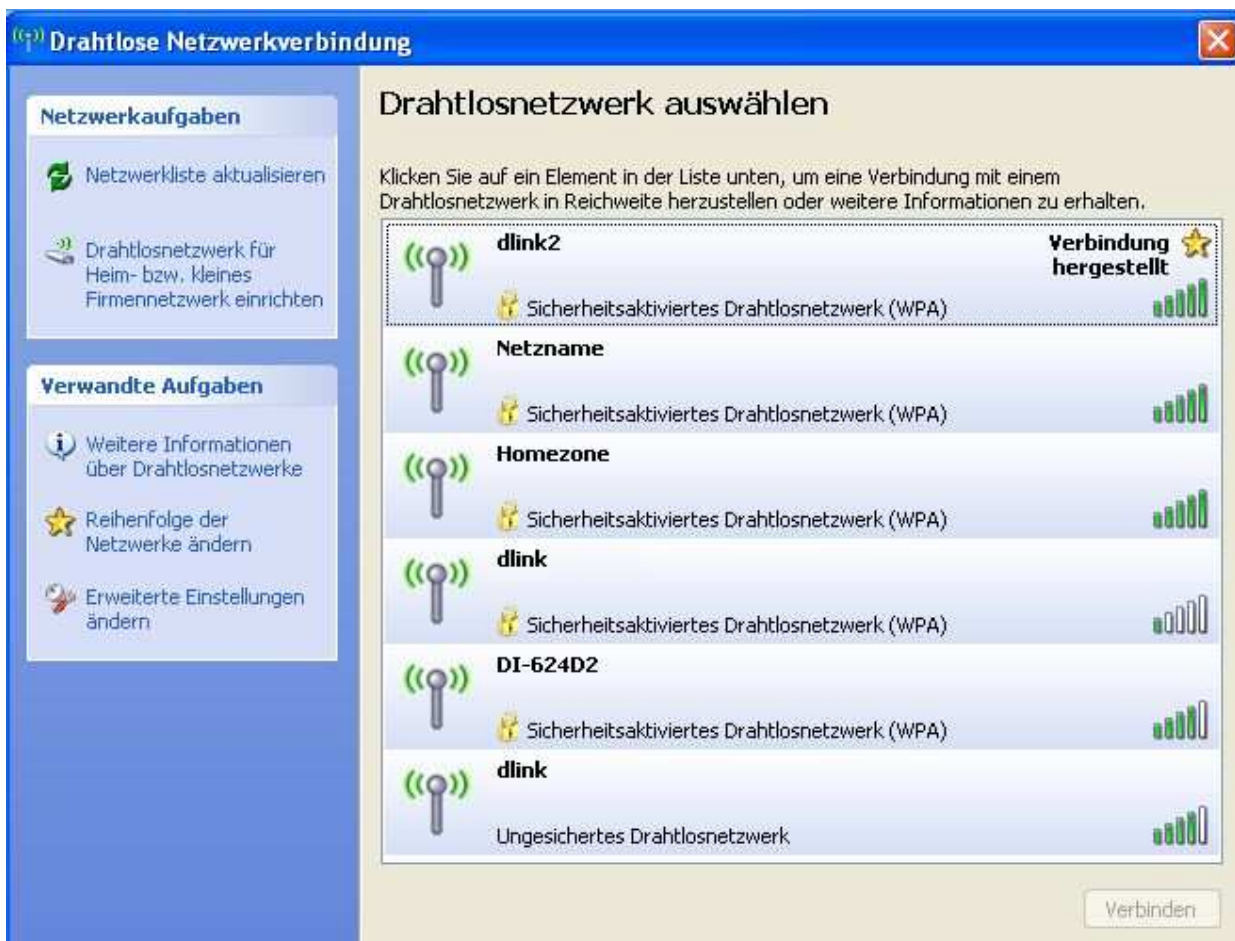 Drahtlose Netzwerkverbindung
Netzwerkaufgaben
Netzwerkliste aktualisieren
Drahtlosnetzwerk für
Heim- bzw. kleines
Firmennetzwerk einrichten
Verwandte Aufgaben
Weitere Informationen
über Drahtlosnetzwerke
Reihenfolge der
Netzwerke ändern
Erweiterte Einstellungen
ändern
Drahtlosnetzwerk auswählen
Klicken Sie auf ein Element in der Liste unten, um eine Verbindung mit einem
Drahtlosnetzwerk in Reichweite herzustellen oder weitere Informationen zu erhalten.
dlink2
Verbindung
hergestellt
Sicherheitsaktiviertes Drahtlosnetzwerk (WPA)
Netzname
Sicherheitsaktiviertes Drahtlosnetzwerk (WPA)
Homezone
Sicherheitsaktiviertes Drahtlosnetzwerk (WPA)
dlink
Sicherheitsaktiviertes Drahtlosnetzwerk (WPA)
DI-624D2
Sicherheitsaktiviertes Drahtlosnetzwerk (WPA)
dlink
Ungesichertes Drahtlosnetzwerk
Verbinden